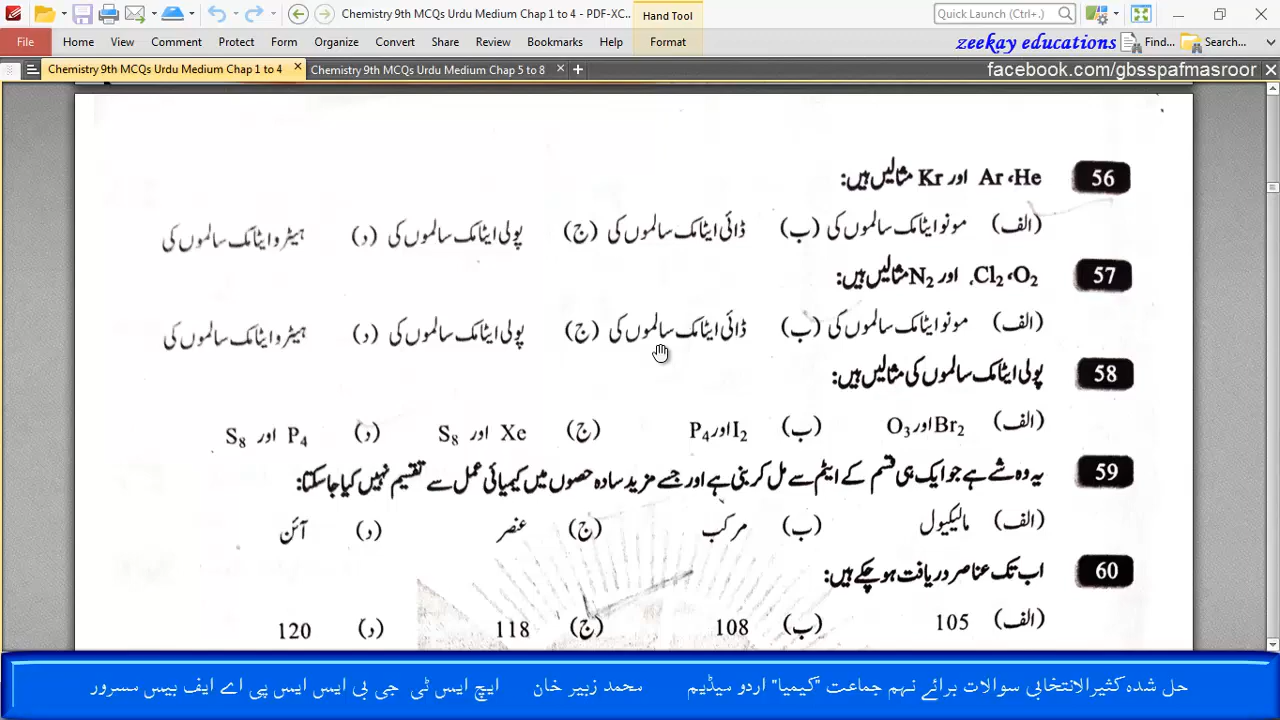 Chemistry 9th MCQs Urdu Medium Chap 1 to 4 - PDF-XC...
Hand Tool
Quick Launch (Ctrl+.)
File Home View Comment Protect Form Organize Convert Share Review Bookmarks Help Format
zeekay educations
Find...
Search...
Chemistry 9th MCQs Urdu Medium Chap 1 to 4
Chemistry 9th MCQs Urdu Medium Chap 5 to 8
facebook.com/gbsspafmasroor
56 Ar،He اور Kr مثالیں ہیں:
(الف) مونو ایٹامک سالموں کی (ب) ڈائی ایٹامک سالموں کی (ج) پولی ایٹامک سالموں کی (د) ہیٹرو ایٹامک سالموں کی
57 Cl₂،O₂ اور N₂ مثالیں ہیں:
(الف) مونو ایٹامک سالموں کی (ب) ڈائی ایٹامک سالموں کی (ج) پولی ایٹامک سالموں کی (د) ہیٹرو ایٹامک سالموں کی
58 پولی ایٹامک سالموں کی مثالیں ہیں:
(الف) Br₂ اور O₃ (ب) I₂ اور P₄ (ج) Xe اور S₈ (د) P₄ اور S₈
59 یہ وہ شے ہے جو ایک ہی قسم کے ایٹم سے مل کر بنی ہے اور جسے مزید سادہ حصوں میں کیمیائی عمل سے تقسیم نہیں کیا جا سکتا:
(الف) مالیکیول (ب) مرکب (ج) عنصر (د) آئن
60 اب تک عناصر دریافت ہو چکے ہیں:
(الف) 105 (ب) 108 (ج) 118 (د) 120
حل شدہ کثیرالانتخابی سوالات برائے نہم جماعت "کیمیا" اردو سیڈیم محمد زبیر خان ایچ ایس ٹی جی بی ایس ایس پی اے ایف بیس مسرور